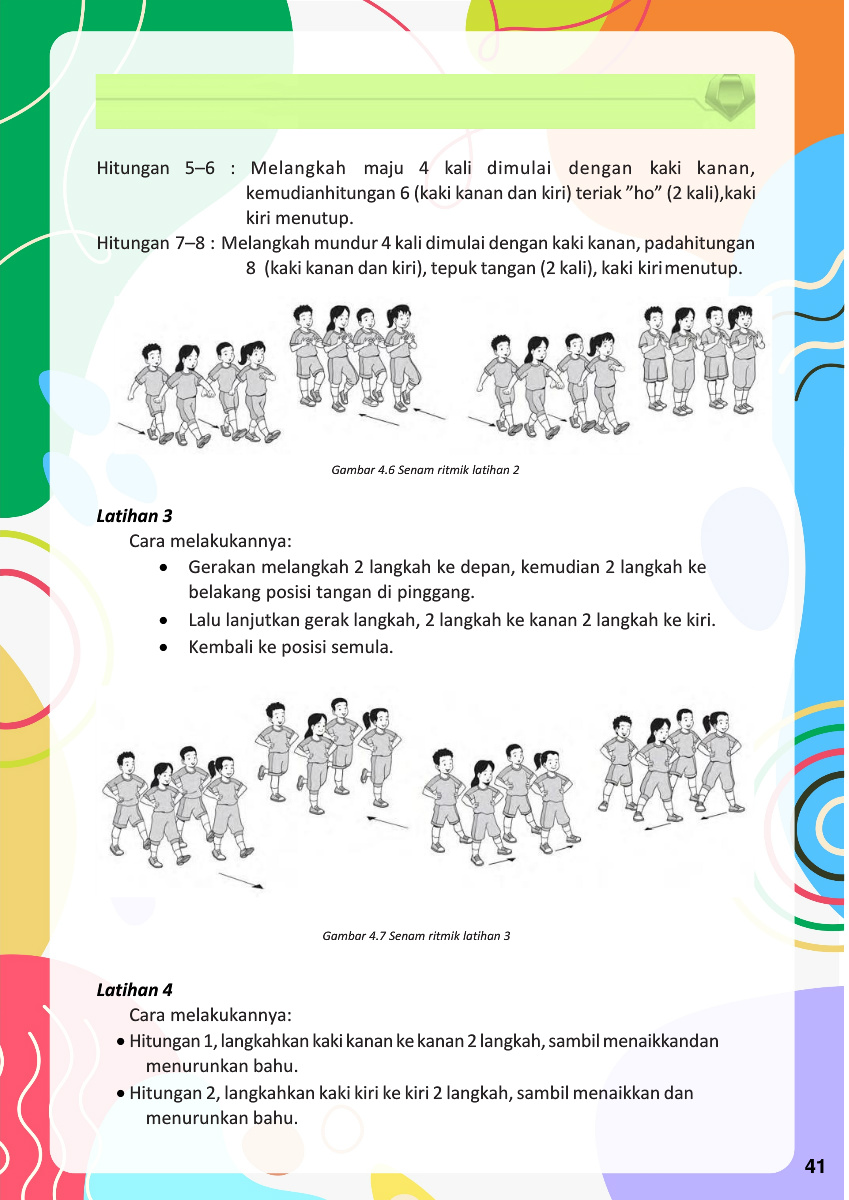 Hitungan 5–6 : Melangkah maju 4 kali dimulai dengan kaki kanan,
kemudianhitungan 6 (kaki kanan dan kiri) teriak ”ho” (2 kali),kaki
kiri menutup.
Hitungan 7–8 : Melangkah mundur 4 kali dimulai dengan kaki kanan, padahitungan
8 (kaki kanan dan kiri), tepuk tangan (2 kali), kaki kiri menutup.
Gambar 4.6 Senam ritmik latihan 2
Latihan 3
Cara melakukannya:
• Gerakan melangkah 2 langkah ke depan, kemudian 2 langkah ke
belakang posisi tangan di pinggang.
• Lalu lanjutkan gerak langkah, 2 langkah ke kanan 2 langkah ke kiri.
• Kembali ke posisi semula.
Gambar 4.7 Senam ritmik latihan 3
Latihan 4
Cara melakukannya:
• Hitungan 1, langkahkan kaki kanan ke kanan 2 langkah, sambil menaikkandan
menurunkan bahu.
• Hitungan 2, langkahkan kaki kiri ke kiri 2 langkah, sambil menaikkan dan
menurunkan bahu.
41